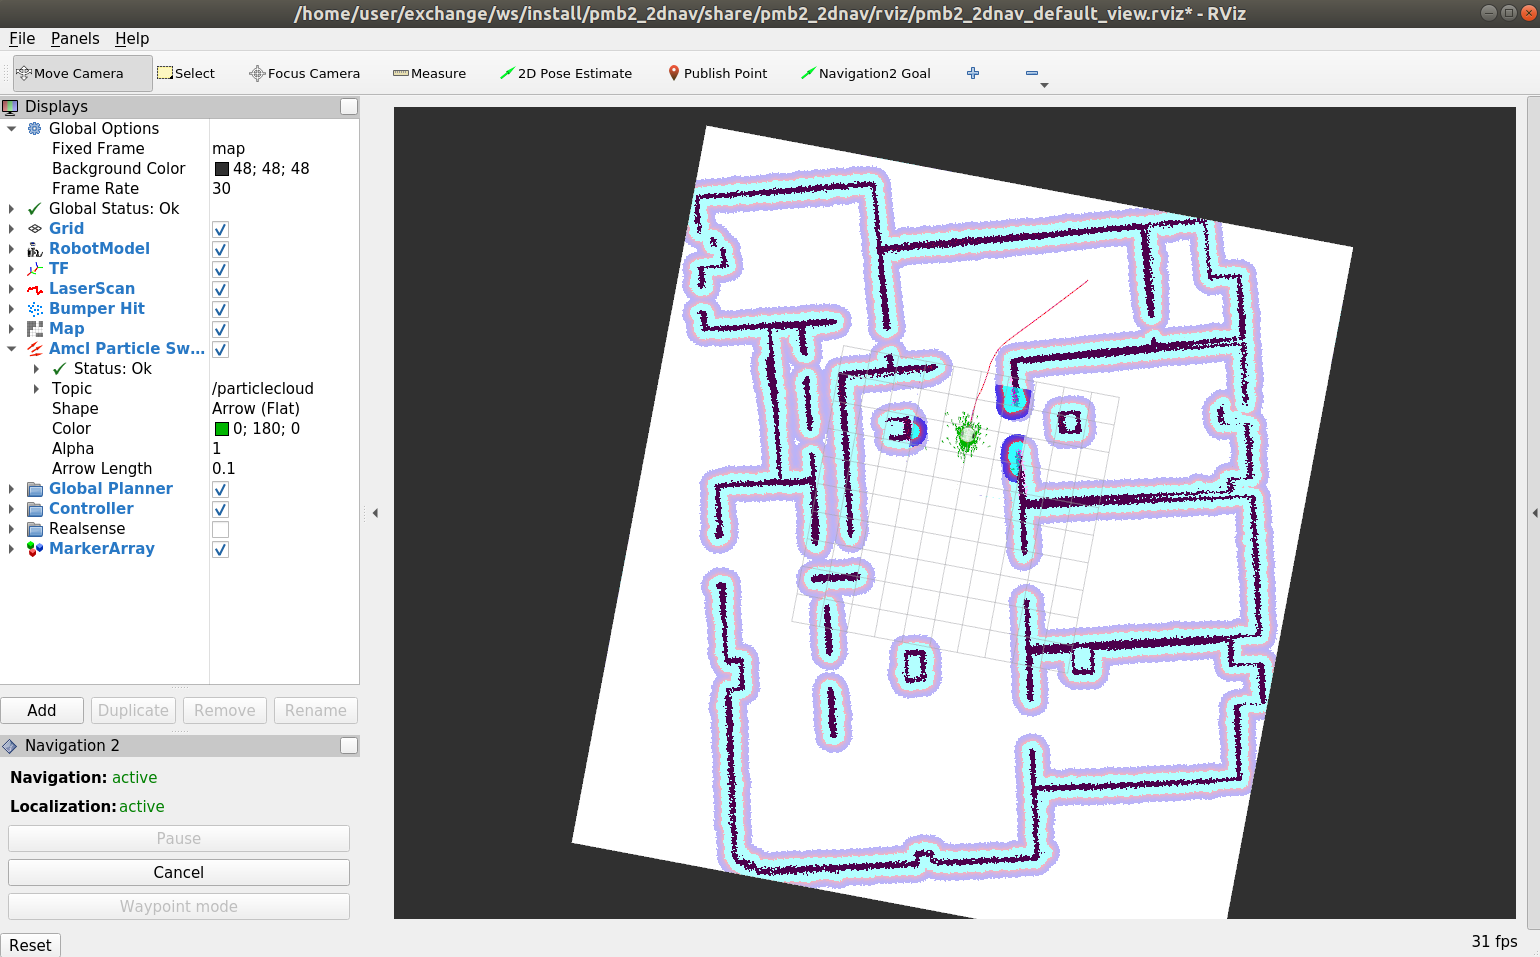 /home/user/exchange/ws/install/pmb2_2dnav/share/pmb2_2dnav/rviz/pmb2_2dnav_default_view.rviz* - RViz
File Panels Help
Move Camera Select Focus Camera Measure 2D Pose Estimate Publish Point Navigation2 Goal
Displays
Global Options
Fixed Frame map
Background Color 48; 48; 48
Frame Rate 30
Global Status: Ok
Grid
RobotModel
TF
LaserScan
Bumper Hit
Map
Amcl Particle Sw...
Status: Ok
Topic /particlecloud
Shape Arrow (Flat)
Color 0; 180; 0
Alpha 1
Arrow Length 0.1
Global Planner
Controller
Realsense
MarkerArray
Add Duplicate Remove Rename
Navigation 2
Navigation: active
Localization: active
Pause
Cancel
Waypoint mode
Reset 31 fps